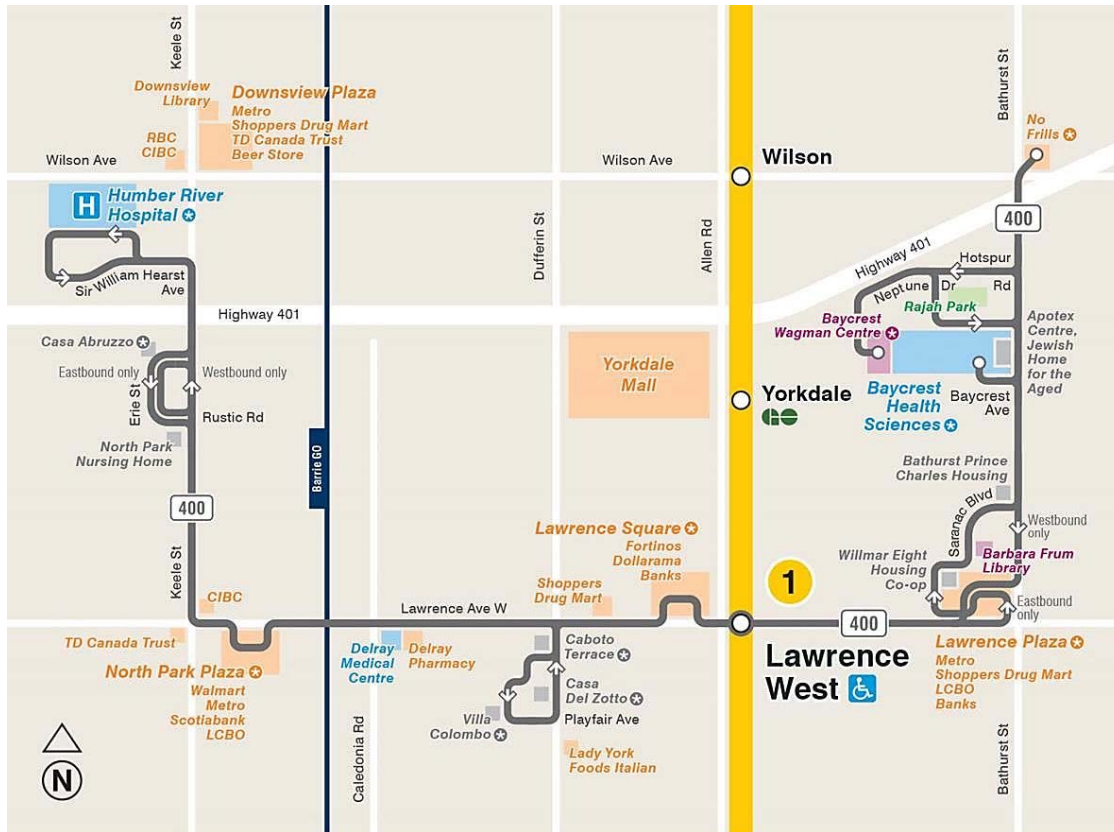 Keele St
Dufferin St
Allen Rd
Bathurst St
Downsview
Library
Downsview Plaza
Metro
Shoppers Drug Mart
TD Canada Trust
Beer Store
RBC
CIBC
Wilson Ave
Wilson Ave
Wilson
No
Frills
H
Humber River
Hospital
400
Highway 401
Sir William Hearst
Ave
Hotspur
Rd
Neptune
Dr
Rajah Park
Highway 401
Baycrest
Wagman Centre
Apotex
Centre,
Jewish
Home
for the
Aged
Casa Abruzzo
Eastbound only
Westbound only
Erie St
Rustic Rd
Yorkdale
Mall
Yorkdale
GO
Baycrest
Health
Sciences
Baycrest
Ave
North Park
Nursing Home
Barrie GO
Bathurst Prince
Charles Housing
400
Keele St
Saranac Blvd
Westbound
only
Lawrence Square
Fortinos
Dollarama
Banks
Willmar Eight
Housing
Co-op
Barbara Frum
Library
1
Shoppers
Drug Mart
CIBC
Lawrence Ave W
400
Eastbound
only
TD Canada Trust
North Park Plaza
Walmart
Metro
Scotiabank
LCBO
Delray
Medical
Centre
Delray
Pharmacy
Caboto
Terrace
Casa
Del Zotto
Lawrence
West
Lawrence Plaza
Metro
Shoppers Drug Mart
LCBO
Banks
Villa
Colombo
Playfair Ave
Caledonia Rd
Lady York
Foods Italian
Bathurst St
N